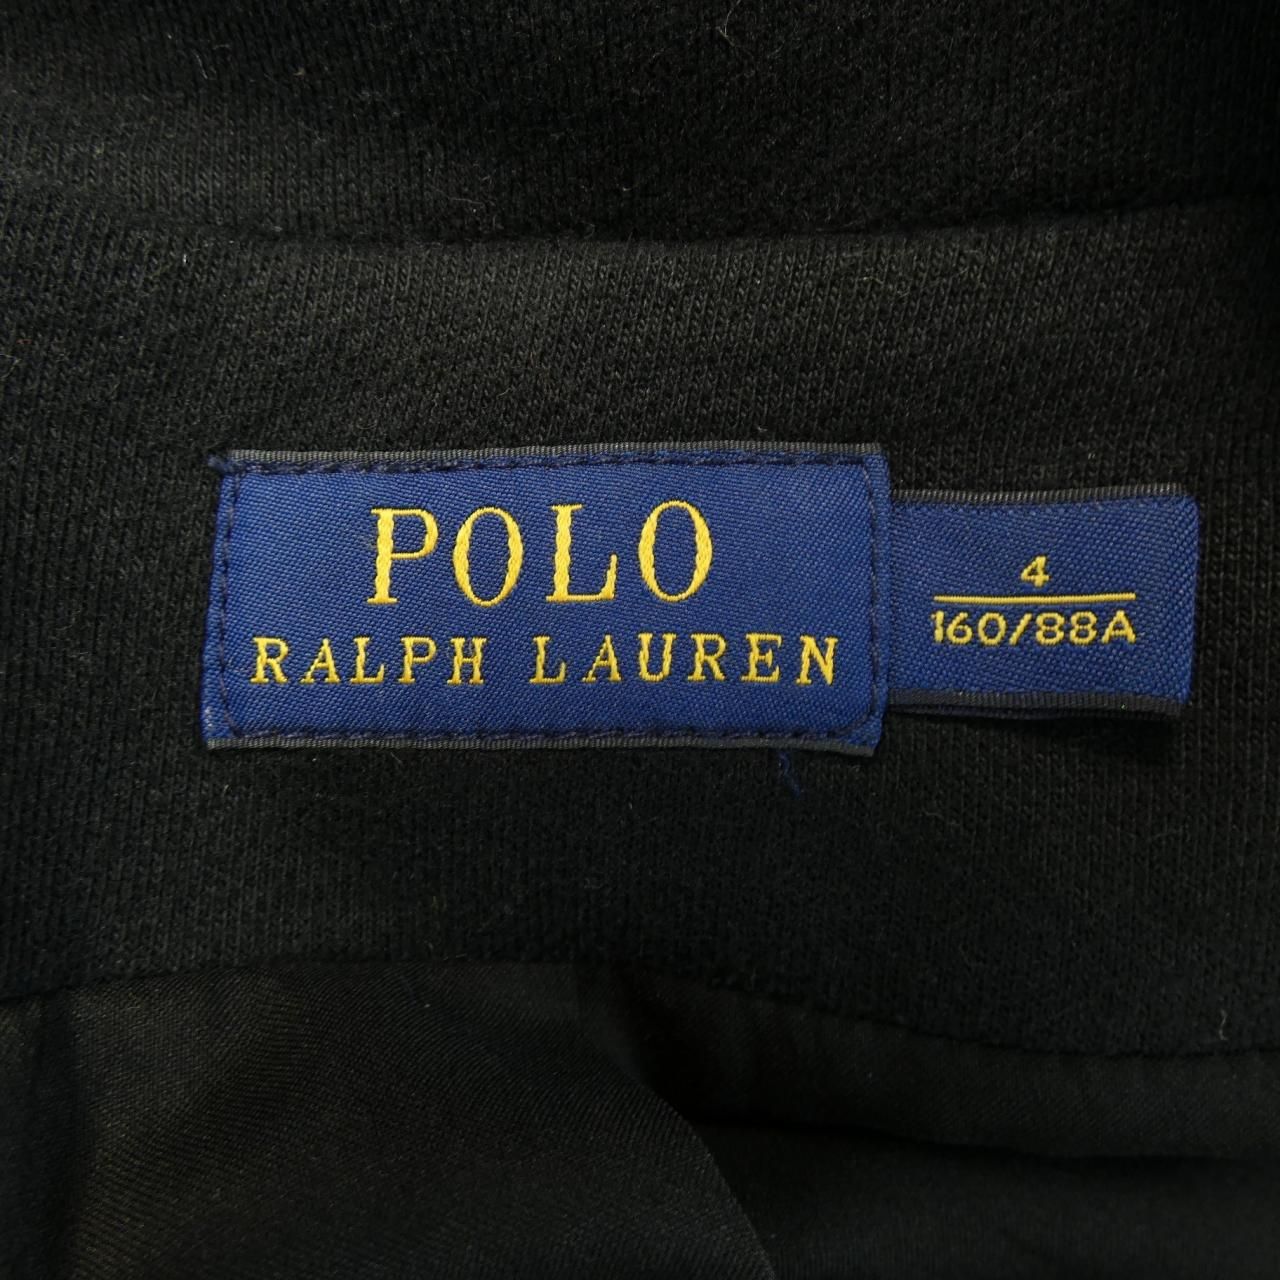 POLO
RALPH LAUREN
4
160/88A